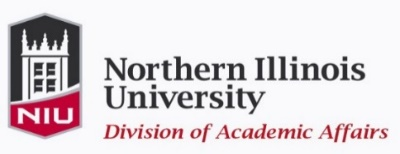 NIU
Northern Illinois
University
Division of Academic Affairs